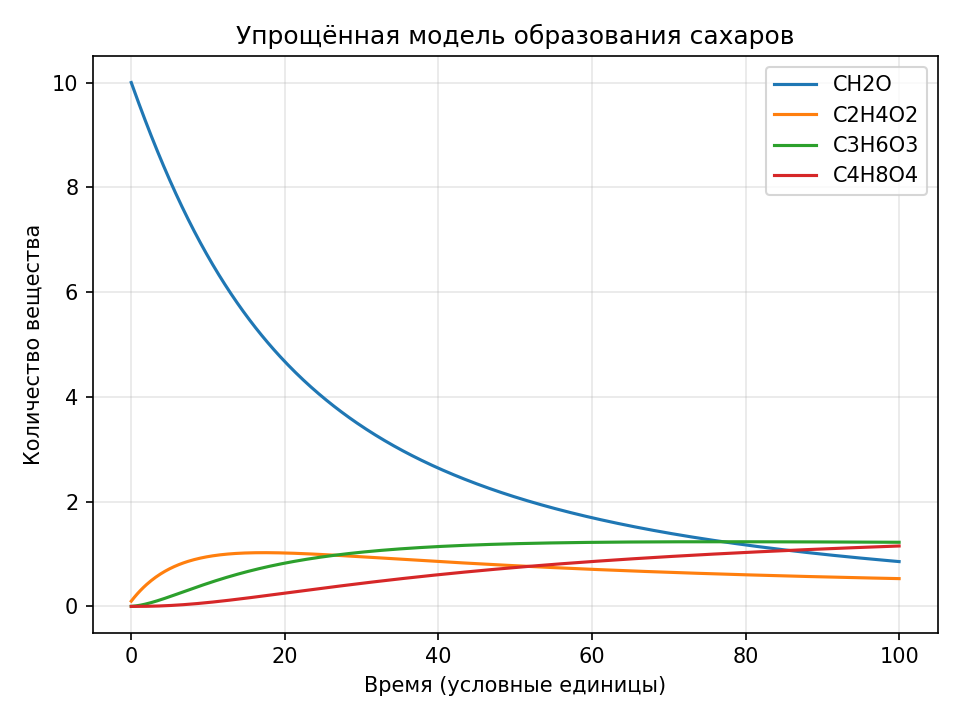 Упрощённая модель образования сахаров
CH2O
C2H4O2
C3H6O3
C4H8O4
Количество вещества
10
8
6
4
2
0
0 20 40 60 80 100
Время (условные единицы)